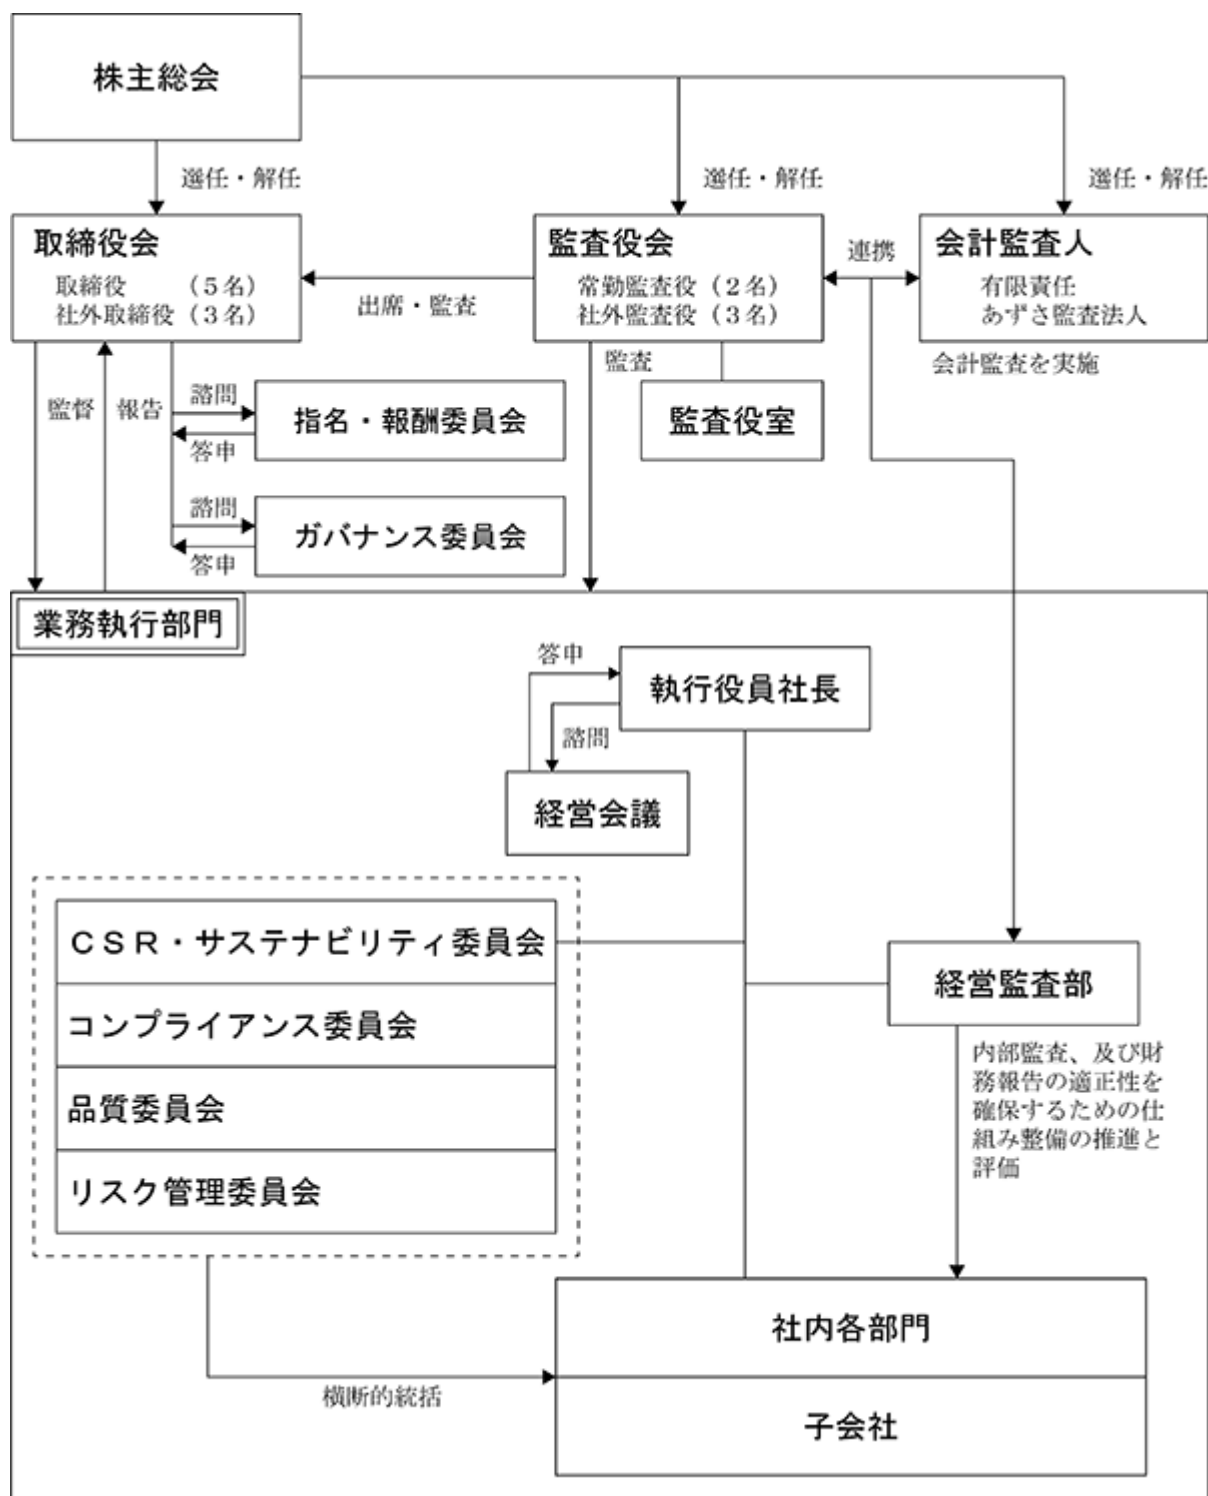 株主総会
選任・解任
選任・解任
選任・解任
取締役会
取締役　　（５名）
社外取締役（３名）
出席・監査
監査役会
常勤監査役（２名）
社外監査役（３名）
連携
会計監査人
有限責任
あずさ監査法人
会計監査を実施
監督
報告
諮問
答申
指名・報酬委員会
諮問
答申
ガバナンス委員会
監査
監査役室
業務執行部門
答申
執行役員社長
諮問
経営会議
ＣＳＲ・サステナビリティ委員会
コンプライアンス委員会
品質委員会
リスク管理委員会
経営監査部
内部監査、及び財
務報告の適正性を
確保するための仕
組み整備の推進と
評価
横断的統括
社内各部門
子会社